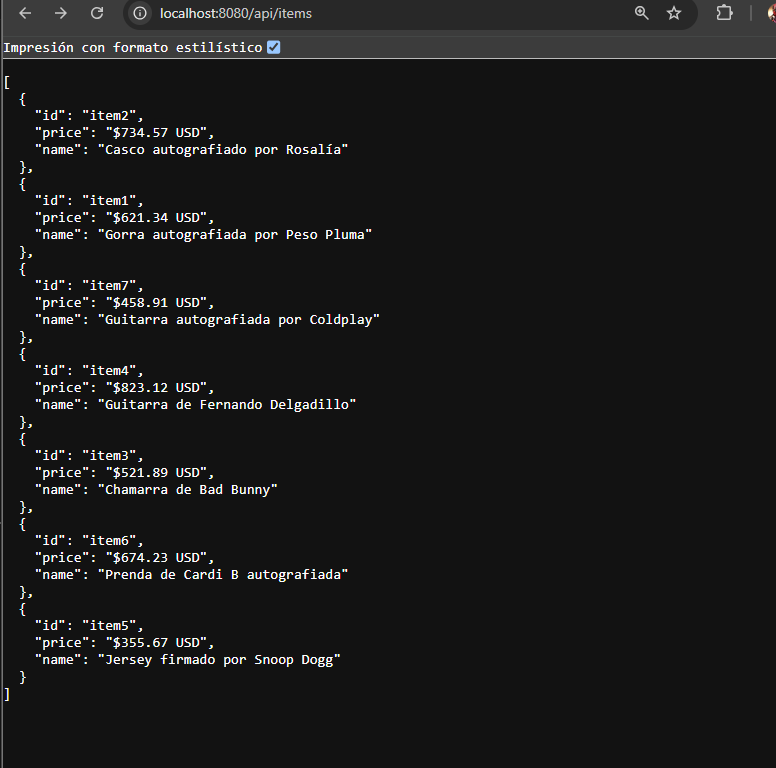 localhost:8080/api/items
Impresión con formato estilístico
[
  {
    "id": "item2",
    "price": "$734.57 USD",
    "name": "Casco autografiado por Rosalía"
  },
  {
    "id": "item1",
    "price": "$621.34 USD",
    "name": "Gorra autografiada por Peso Pluma"
  },
  {
    "id": "item7",
    "price": "$458.91 USD",
    "name": "Guitarra autografiada por Coldplay"
  },
  {
    "id": "item4",
    "price": "$823.12 USD",
    "name": "Guitarra de Fernando Delgadillo"
  },
  {
    "id": "item3",
    "price": "$521.89 USD",
    "name": "Chamarra de Bad Bunny"
  },
  {
    "id": "item6",
    "price": "$674.23 USD",
    "name": "Prenda de Cardi B autografiada"
  },
  {
    "id": "item5",
    "price": "$355.67 USD",
    "name": "Jersey firmado por Snoop Dogg"
  }
]